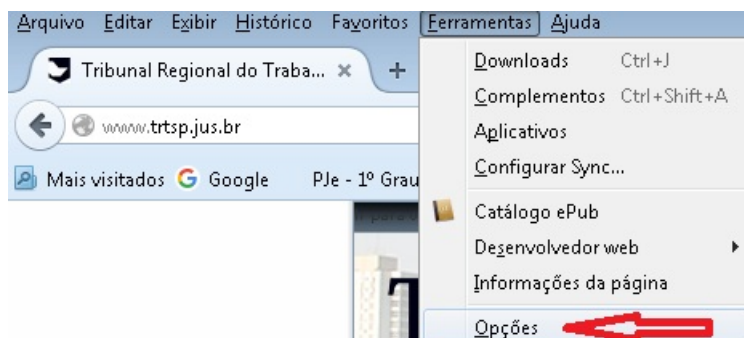 Arquivo Editar Exibir Histórico Favoritos Ferramentas Ajuda
Tribunal Regional do Traba... × +
www.trtsp.jus.br
Mais visitados Google PJe - 1º Grau
Downloads Ctrl+J
Complementos Ctrl+Shift+A
Aplicativos
Configurar Sync...
Catálogo ePub
Desenvolvedor web
Informações da página
Opções